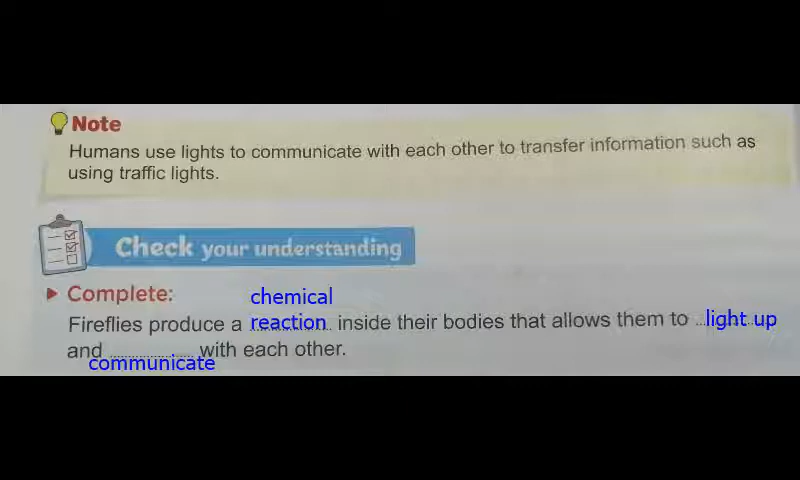 Note
Humans use lights to communicate with each other to transfer information such as
using traffic lights.
Check your understanding
Complete:
chemical
Fireflies produce a reaction inside their bodies that allows them to light up
and communicate with each other.